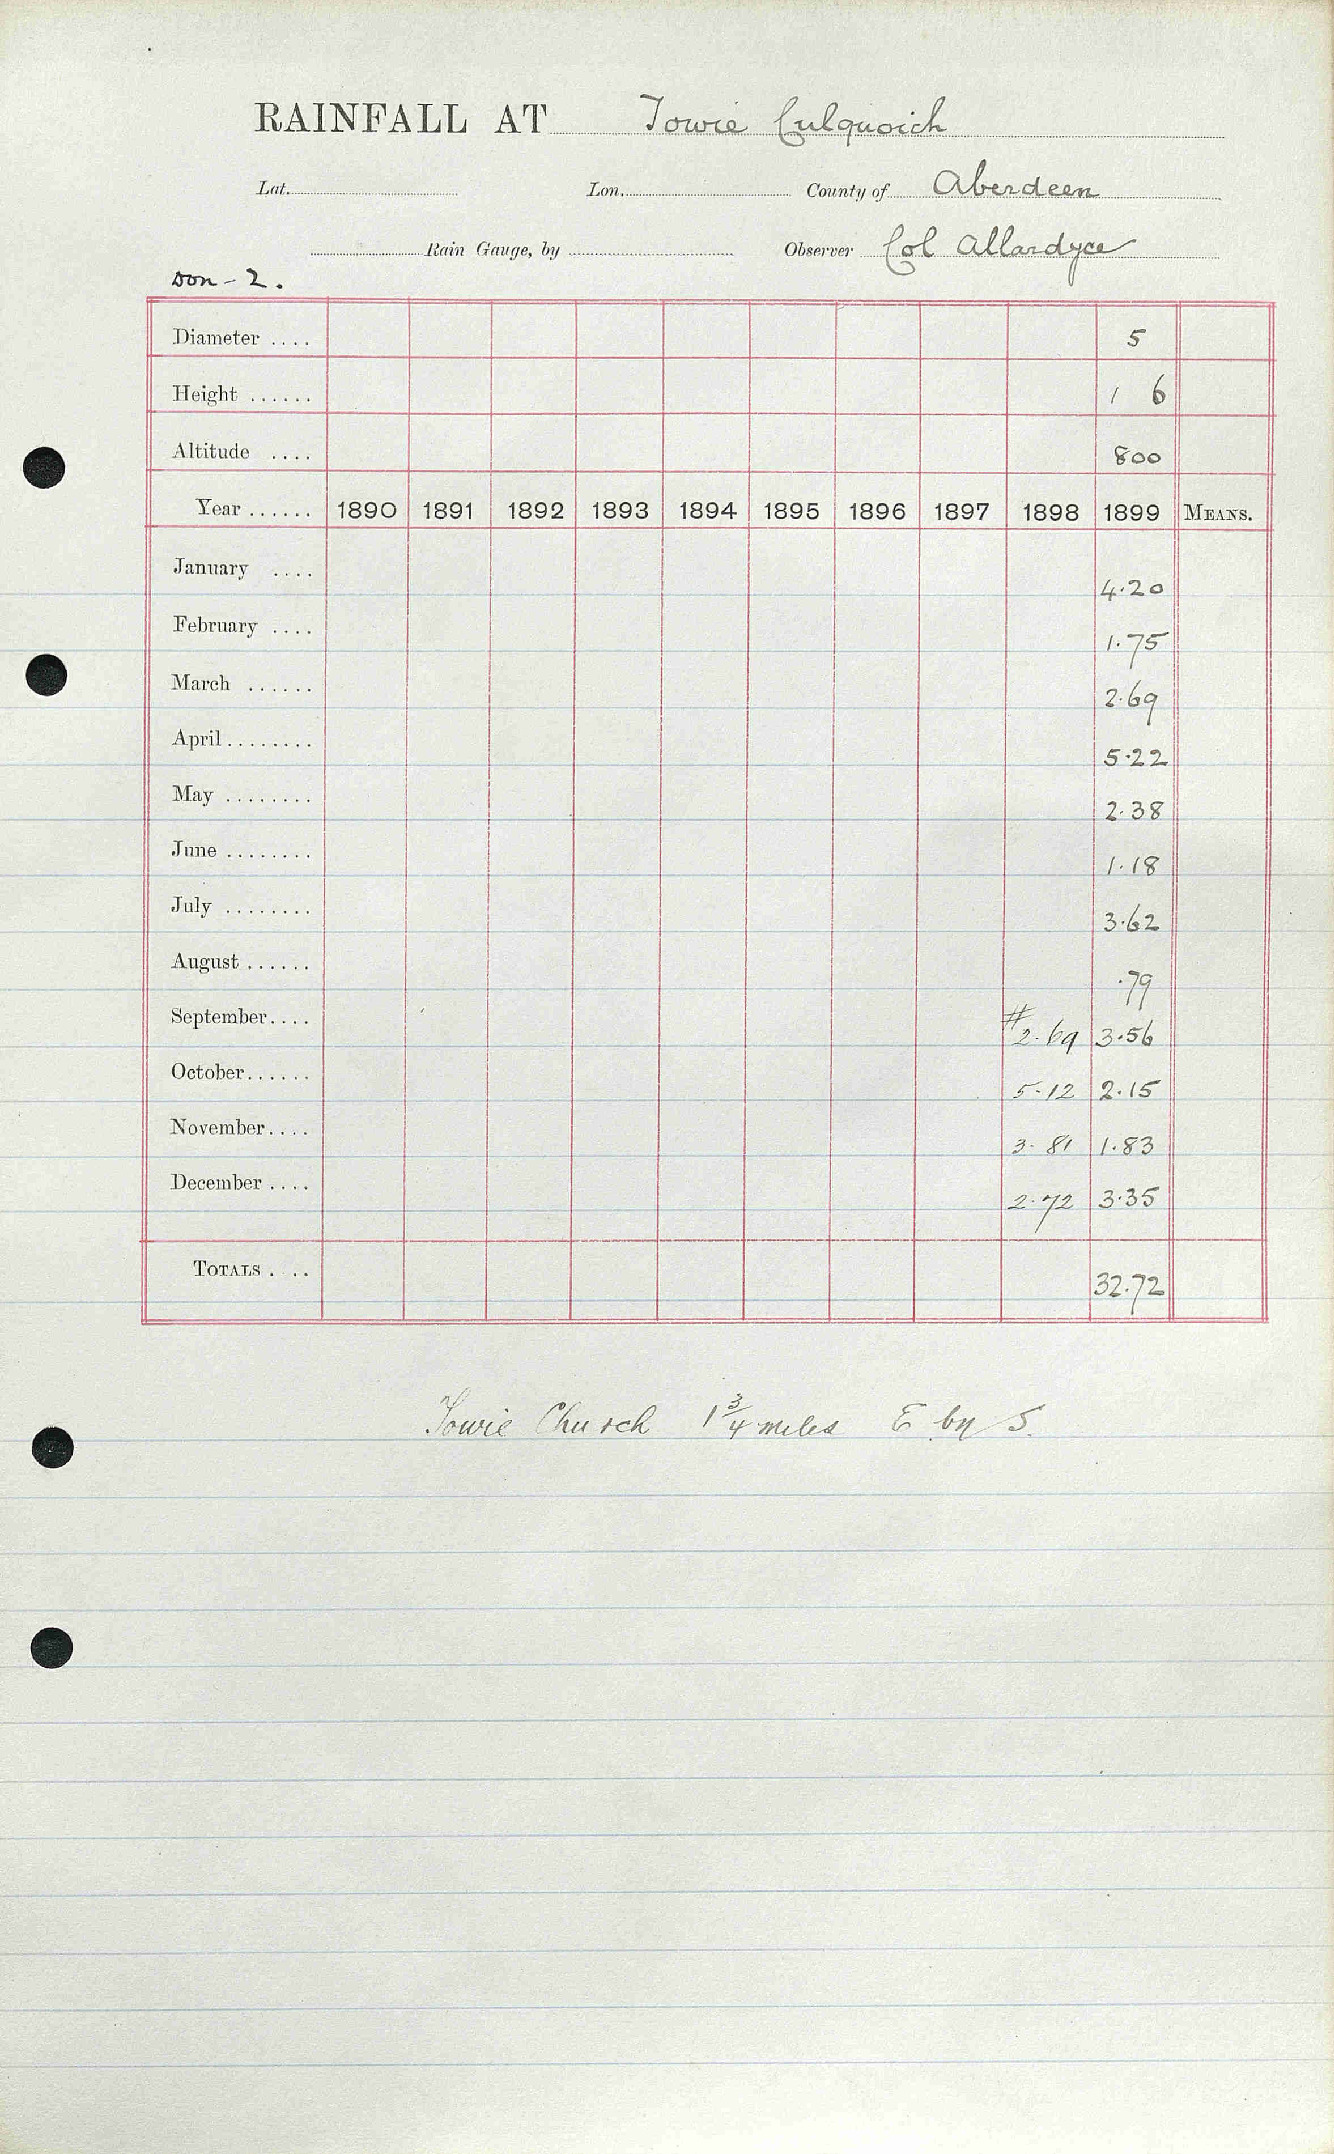 RAINFALL AT Towie Culquoich
Lat. Lon. County of Aberdeen
Rain Gauge, by Observer Col Allardyce
Don - 2.
Diameter .... 5
Height ...... 1 6
Altitude .... 800
Year ...... 1890 1891 1892 1893 1894 1895 1896 1897 1898 1899 MEANS.
January .... 4.20
February .... 1.75
March ...... 2.69
April ........ 5.22
May ........ 2.38
June ........ 1.18
July ........ 3.62
August ...... .79
September.... # 2.69 3.56
October...... 5.12 2.15
November.... 3.81 1.83
December .... 2.72 3.35
TOTALS .... 32.72
Towie Church 1 3/4 miles E by S.